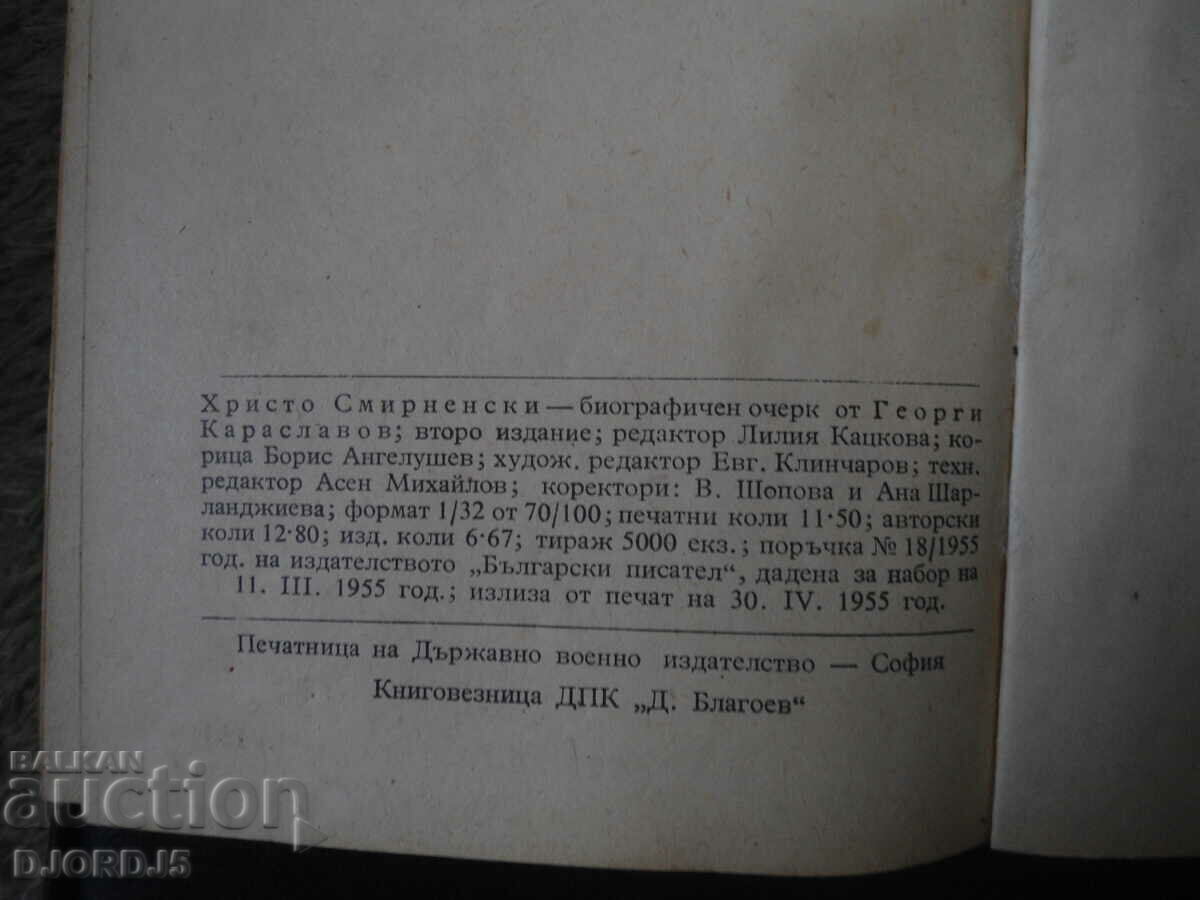 Христо Смирненски — биографичен очерк от Георги
Караславов; второ издание; редактор Лилия Кацкова; ко-
рица Борис Ангелушев; худож. редактор Евг. Клинчаров; техн.
редактор Асен Михайлов; коректори: В. Шопова и Ана Шар-
ланджиева; формат 1/32 от 70/100; печатни коли 11·50; авторски
коли 12·80; изд. коли 6·67; тираж 5000 екз.; поръчка № 18/1955
год. на издателството „Български писател“, дадена за набор на
11. III. 1955 год.; излиза от печат на 30. IV. 1955 год.
Печатница на Държавно военно издателство — София
Книговезница ДПК „Д. Благоев“
BALKAN
auction
DJORDJ5